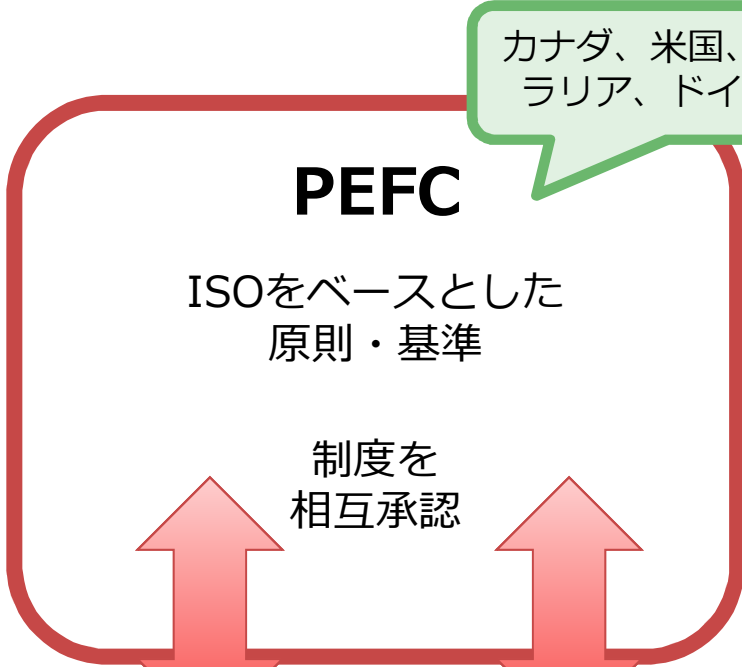 カナダ、米国、
ラリア、ドイ
PEFC
ISOをベースとした
原則・基準
制度を
相互承認